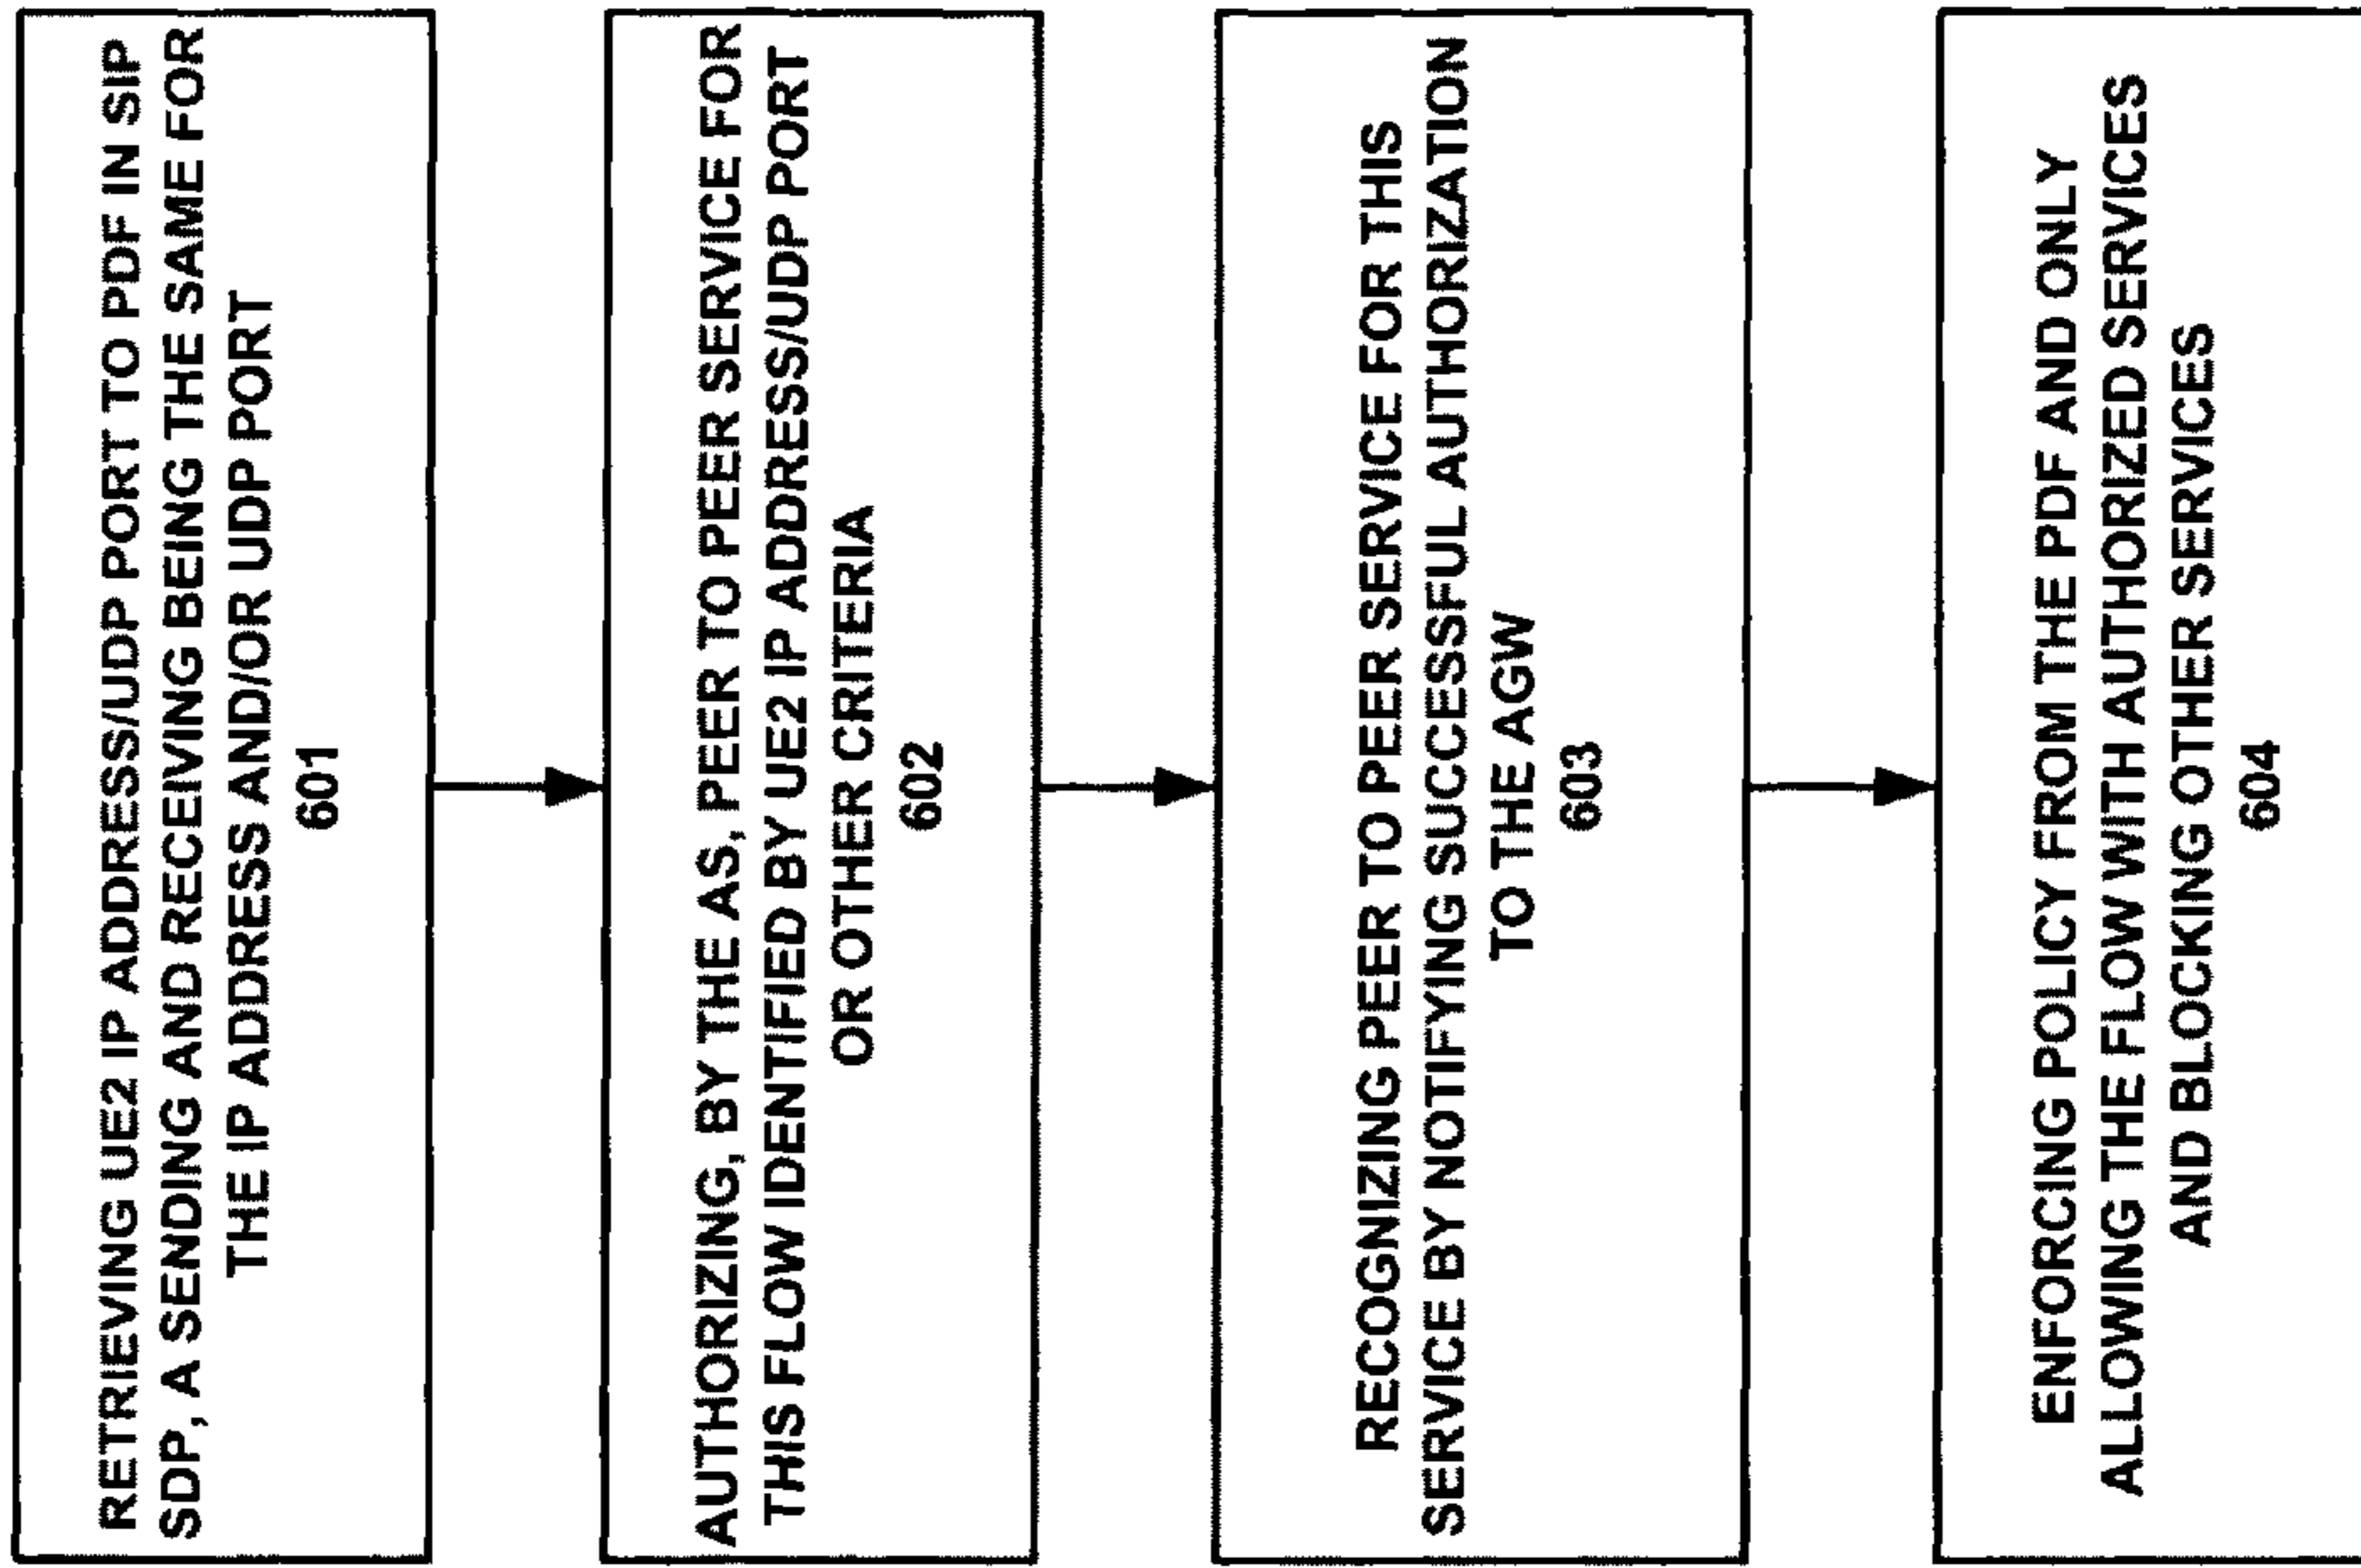 RETRIEVING UE2 IP ADDRESS/UDP PORT TO PDF IN SIP
SDP, A SENDING AND RECEIVING BEING THE SAME FOR
THE IP ADDRESS AND/OR UDP PORT
601
AUTHORIZING, BY THE AS, PEER TO PEER SERVICE FOR
THIS FLOW IDENTIFIED BY UE2 IP ADDRESS/UDP PORT
OR OTHER CRITERIA
602
RECOGNIZING PEER TO PEER SERVICE FOR THIS
SERVICE BY NOTIFYING SUCCESSFUL AUTHORIZATION
TO THE AGW
603
ENFORCING POLICY FROM THE PDF AND ONLY
ALLOWING THE FLOW WITH AUTHORIZED SERVICES
AND BLOCKING OTHER SERVICES
604